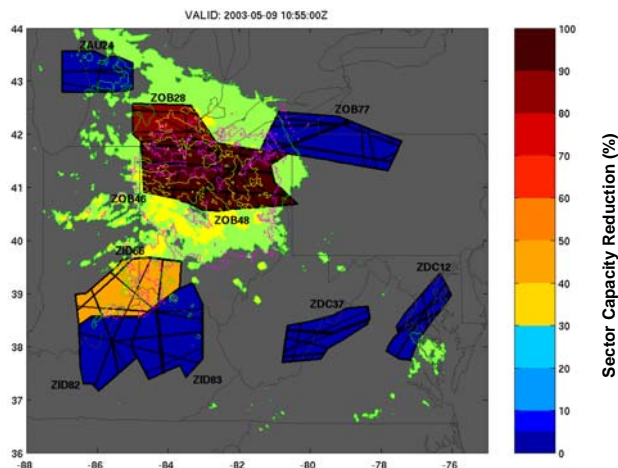 VALID: 2003-05-09 10:55:00Z
44
43
42
41
40
39
38
37
36
-88
-86
-84
-82
-80
-78
-76
ZAU24
ZOB28
ZOB77
ZOB46
ZOB48
ZID66
ZDC12
ZDC37
ZID82
ZID83
100
90
80
70
60
50
40
30
20
10
0
Sector Capacity Reduction (%)